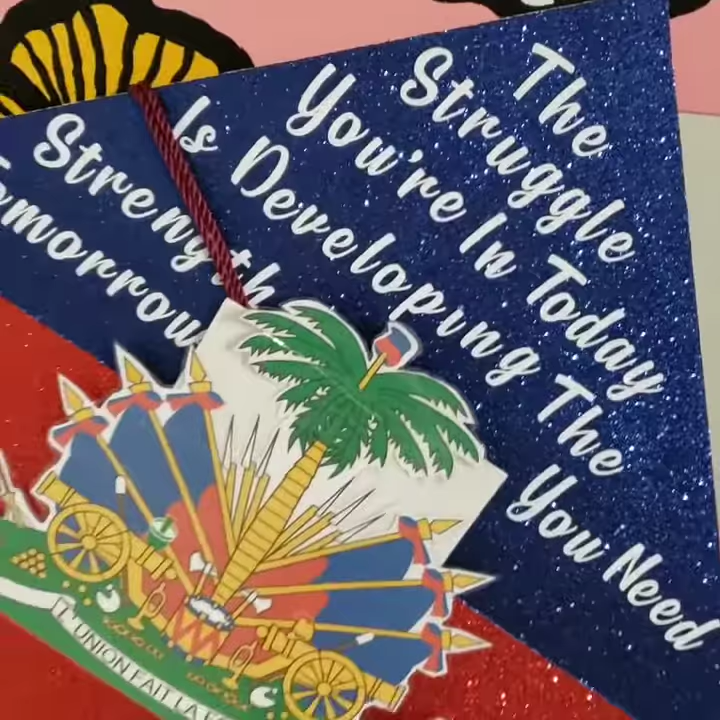 The
Struggle
You're In Today
Is Developing The
Strength You Need
Tomorrow
L'UNION FAIT LA